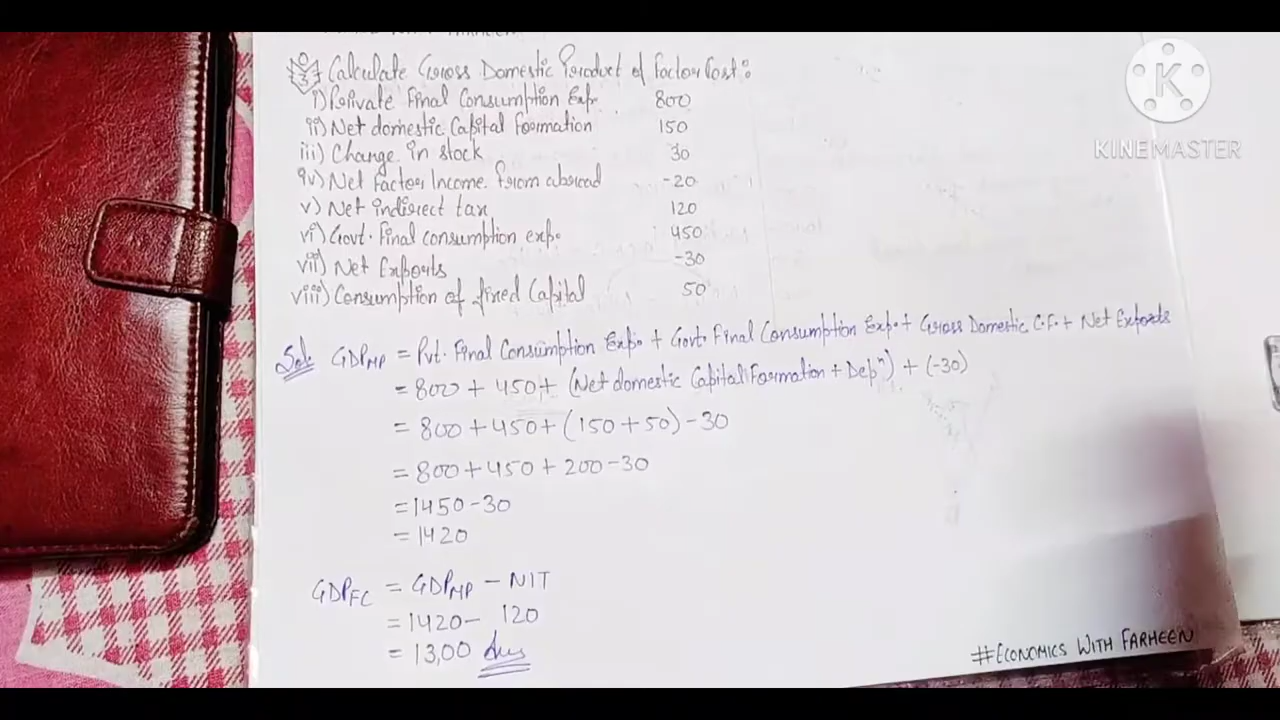 Q3 Calculate Gross Domestic Product of Factor Cost:
i) Private Final Consumption Exp. 800
ii) Net domestic Capital Formation 150
iii) Change in stock 30
iv) Net Factor Income from abroad -20
v) Net indirect tax 120
vi) Govt. Final consumption exp. 450
vii) Net Exports -30
viii) Consumption of fixed Capital 50
Sol: GDPMP = Pvt. Final Consumption Exp. + Govt. Final Consumption Exp. + Gross Domestic C.F. + Net Exports
= 800 + 450 + (Net domestic Capital Formation + Depn) + (-30)
= 800 + 450 + (150 + 50) - 30
= 800 + 450 + 200 - 30
= 1450 - 30
= 1420
GDPFC = GDPMP - NIT
= 1420 - 120
= 13,00 Ans
#ECONOMICS WITH FARHEEN
K
KINEMASTER